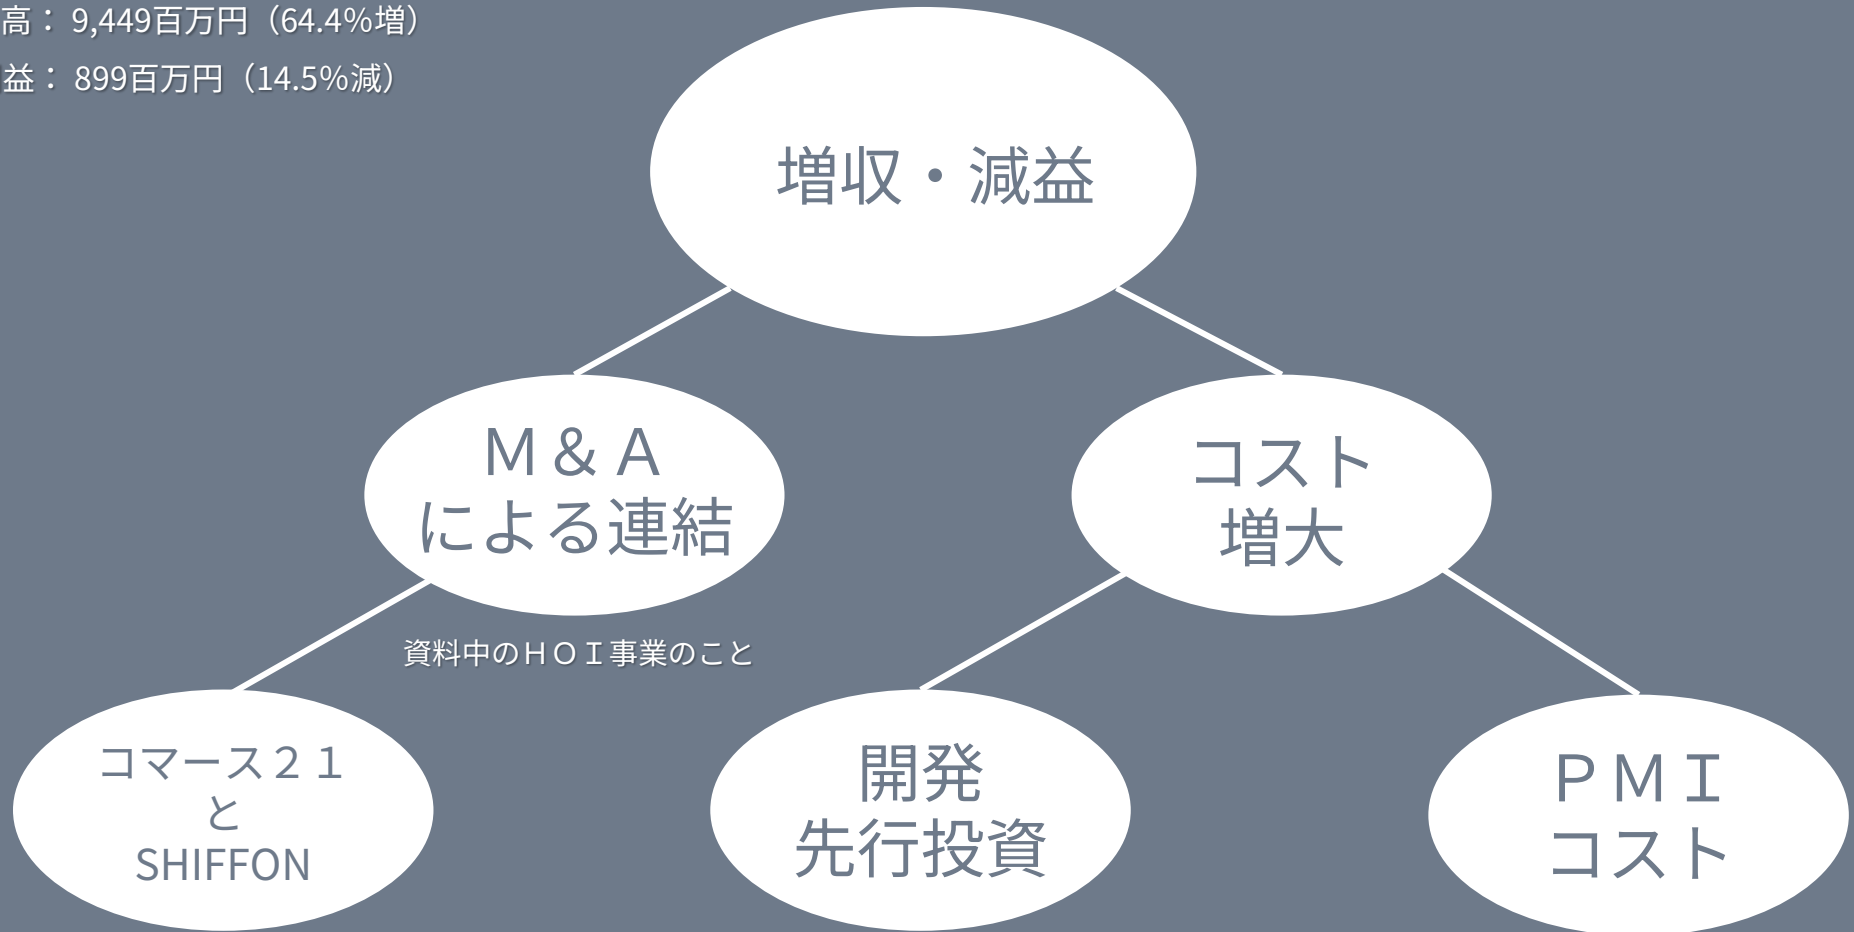 高： 9,449百万円（64.4％増）
益： 899百万円（14.5％減）
増収・減益
Ｍ＆Ａ
による連結
コスト
増大
資料中のＨＯＩ事業のこと
コマース２１
と
SHIFFON
開発
先行投資
ＰＭＩ
コスト